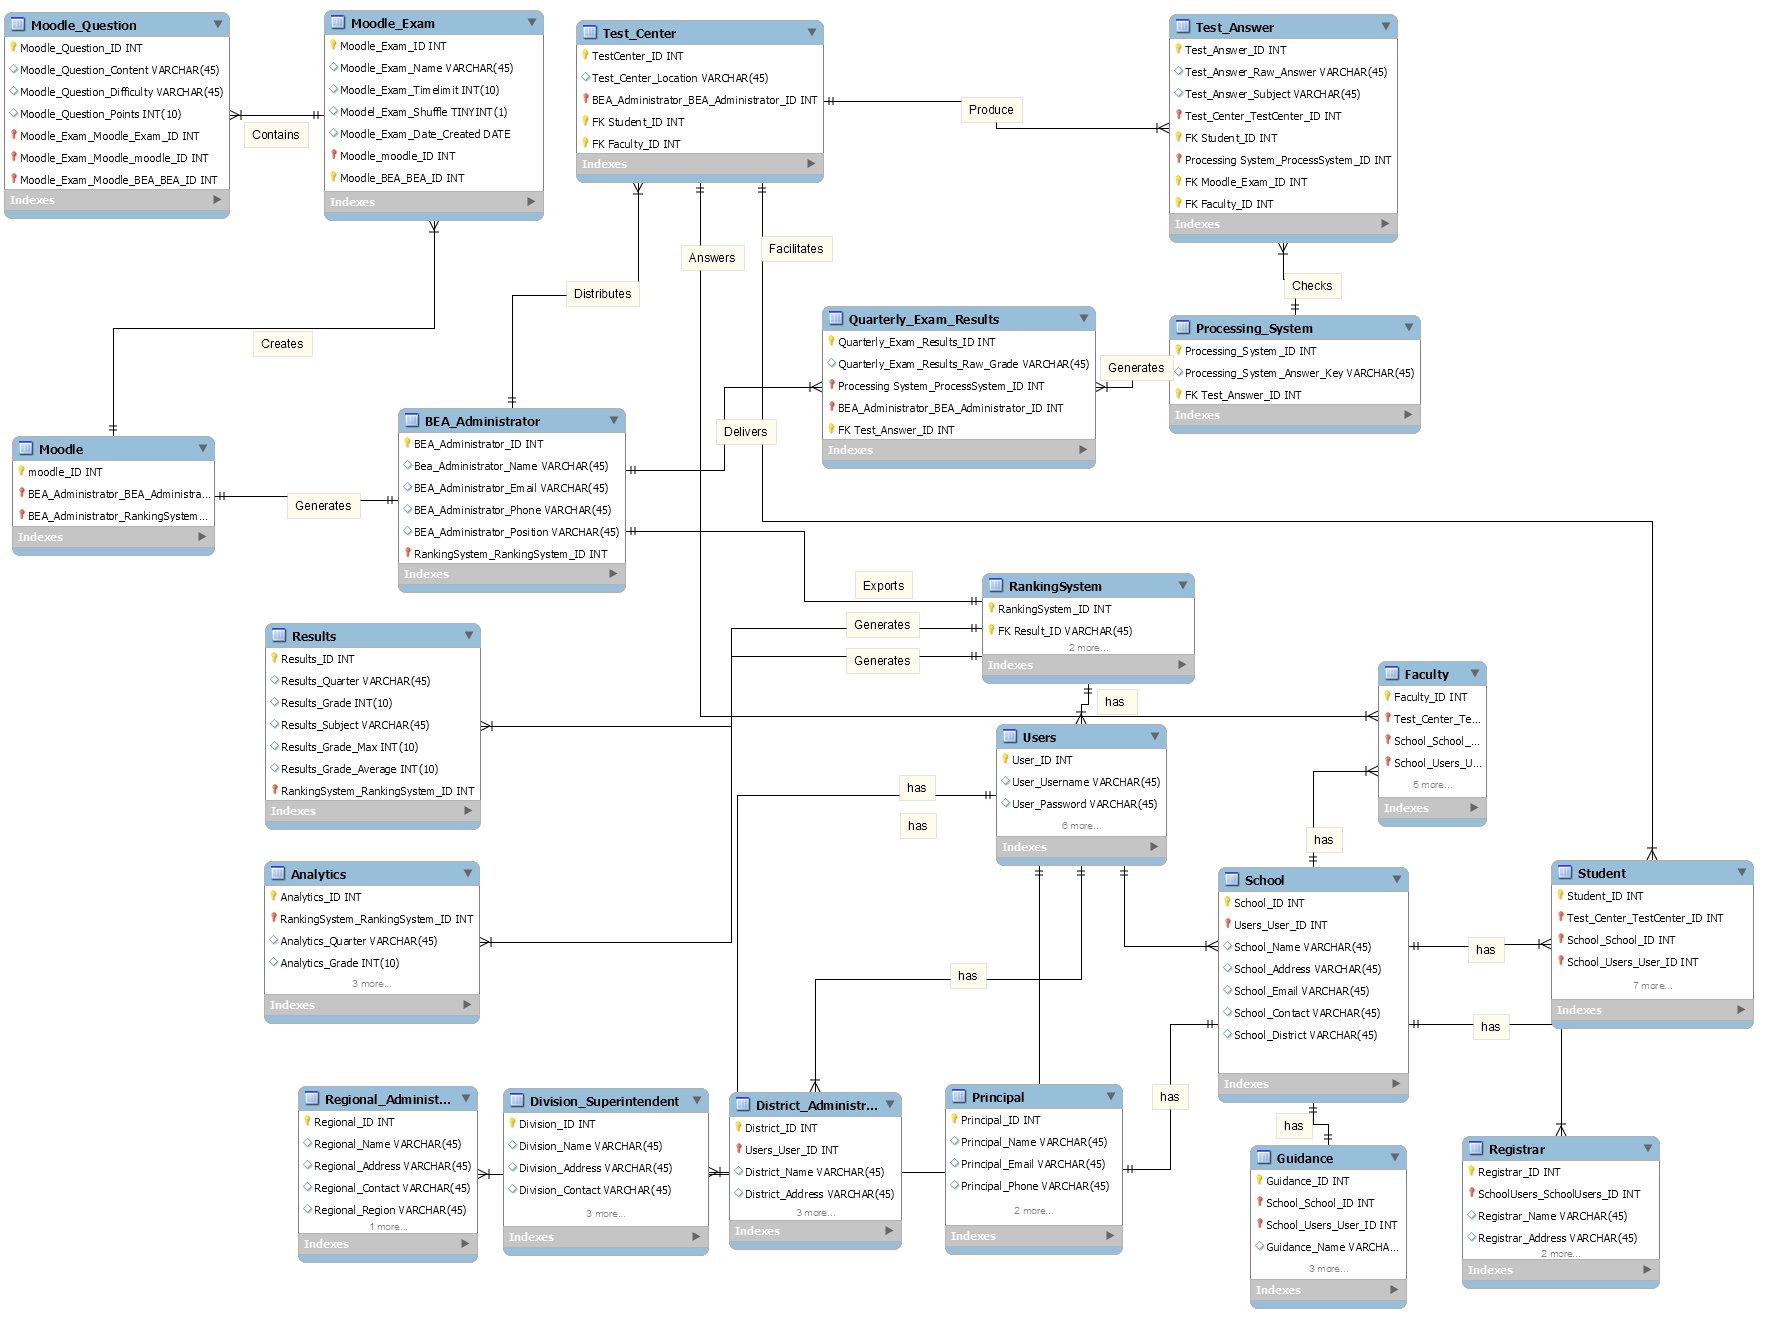 Moodle_Question
Moodle_Question_ID INT
Moodle_Question_Content VARCHAR(45)
Moodle_Question_Difficulty VARCHAR(45)
Moodle_Question_Points INT(10)
Moodle_Exam_Moodle_Exam_ID INT
Moodle_Exam_Moodle_moodle_ID INT
Moodle_Exam_Moodle_BEA_BEA_ID INT
Indexes
Contains
Moodle_Exam
Moodle_Exam_ID INT
Moodle_Exam_Name VARCHAR(45)
Moodle_Exam_Timelimit INT(10)
Model_Exam_Shuffle TINYINT(1)
Moodle_Exam_Date_Created DATE
Moodle_moodle_ID INT
Moodle_BEA_BEA_ID INT
Indexes
Test_Center
TestCenter_ID INT
Test_Center_Location VARCHAR(45)
BEA_Administrator_BEA_Administrator_ID INT
FK Student_ID INT
FK Faculty_ID INT
Indexes
Produce
Test_Answer
Test_Answer_ID INT
Test_Answer_Raw_Answer VARCHAR(45)
Test_Answer_Subject VARCHAR(45)
Test_Center_TestCenter_ID INT
FK Student_ID INT
Processing System_ProcessSystem_ID INT
FK Moodle_Exam_ID INT
FK Faculty_ID INT
Indexes
Answers
Facilitates
Distributes
Checks
Creates
Quarterly_Exam_Results
Quarterly_Exam_Results_ID INT
Quarterly_Exam_Results_Raw_Grade VARCHAR(45)
Processing System_ProcessSystem_ID INT
BEA_Administrator_BEA_Administrator_ID INT
FK Test_Answer_ID INT
Indexes
Generates
Processing_System
Processing_System_ID INT
Processing_System_Answer_Key VARCHAR(45)
FK Test_Answer_ID INT
Indexes
Delivers
Moodle
moodle_ID INT
BEA_Administrator_BEA_Administra...
BEA_Administrator_RankingSystem...
Indexes
Generates
BEA_Administrator
BEA_Administrator_ID INT
Bea_Administrator_Name VARCHAR(45)
BEA_Administrator_Email VARCHAR(45)
BEA_Administrator_Phone VARCHAR(45)
BEA_Administrator_Position VARCHAR(45)
RankingSystem_RankingSystem_ID INT
Indexes
Exports
Generates
Generates
RankingSystem
RankingSystem_ID INT
FK Result_ID VARCHAR(45)
2 more...
Indexes
has
Results
Results_ID INT
Results_Quarter VARCHAR(45)
Results_Grade INT(10)
Results_Subject VARCHAR(45)
Results_Grade_Max INT(10)
Results_Grade_Average INT(10)
RankingSystem_RankingSystem_ID INT
Indexes
Users
User_ID INT
User_Username VARCHAR(45)
User_Password VARCHAR(45)
6 more...
Indexes
has
has
Faculty
Faculty_ID INT
Test_Center_Te...
School_School_...
School_Users_U...
5 more...
Indexes
has
Analytics
Analytics_ID INT
RankingSystem_RankingSystem_ID INT
Analytics_Quarter VARCHAR(45)
Analytics_Grade INT(10)
3 more...
Indexes
has
School
School_ID INT
Users_User_ID INT
School_Name VARCHAR(45)
School_Address VARCHAR(45)
School_Email VARCHAR(45)
School_Contact VARCHAR(45)
School_District VARCHAR(45)
Indexes
has
has
Student
Student_ID INT
Test_Center_TestCenter_ID INT
School_School_ID INT
School_Users_User_ID INT
7 more...
Indexes
Regional_Administ...
Regional_ID INT
Regional_Name VARCHAR(45)
Regional_Address VARCHAR(45)
Regional_Contact VARCHAR(45)
Regional_Region VARCHAR(45)
1 more...
Indexes
Division_Superintendent
Division_ID INT
Division_Name VARCHAR(45)
Division_Address VARCHAR(45)
Division_Contact VARCHAR(45)
3 more...
Indexes
District_Administr...
District_ID INT
Users_User_ID INT
District_Name VARCHAR(45)
District_Address VARCHAR(45)
3 more...
Indexes
Principal
Principal_ID INT
Principal_Name VARCHAR(45)
Principal_Email VARCHAR(45)
Principal_Phone VARCHAR(45)
2 more...
Indexes
has
has
Guidance
Guidance_ID INT
School_School_ID INT
School_Users_User_ID INT
Guidance_Name VARCHA...
3 more...
Indexes
Registrar
Registrar_ID INT
SchoolUsers_SchoolUsers_ID INT
Registrar_Name VARCHAR(45)
Registrar_Address VARCHAR(45)
2 more...
Indexes